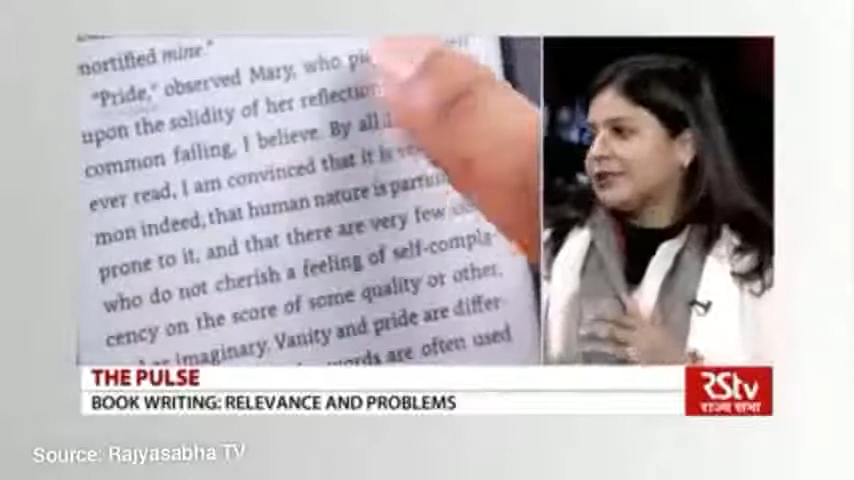 mortified mine."
"Pride," observed Mary, who
upon the solidity of her reflection
common failing, I believe. By all
ever read, I am convinced that it is
mon indeed, that human nature is
prone to it, and that there are very few
who do not cherish a feeling of self-compla-
cency on the score of some quality or other,
imaginary. Vanity and pride are differ-
words are often used
THE PULSE
BOOK WRITING: RELEVANCE AND PROBLEMS
RSTV
राज्य सभा
Source: Rajyasabha TV